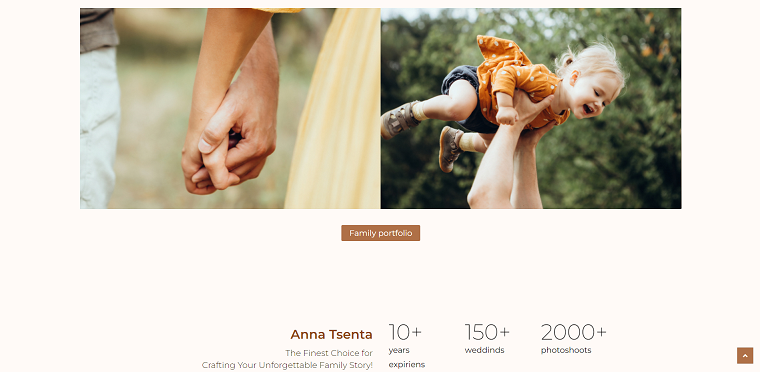 Family portfolio
Anna Tsenta
The Finest Choice for
Crafting Your Unforgettable Family Story!
10+
years
expiriens
150+
weddinds
2000+
photoshoots